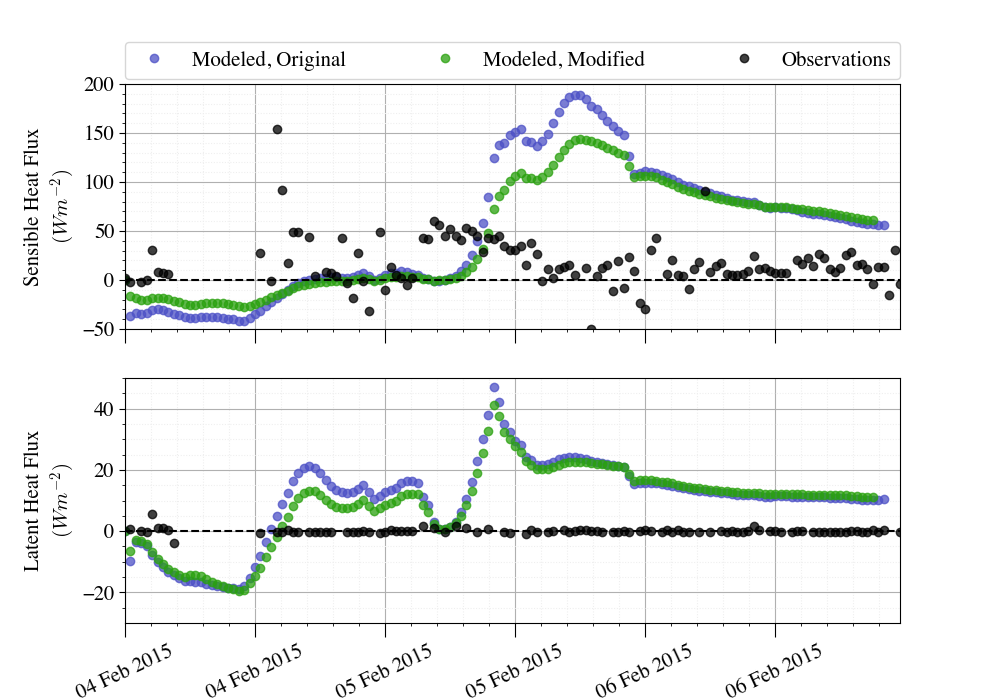 Modeled, Original Modeled, Modified Observations
200
150
100
50
0
−50
Sensible Heat Flux
(Wm⁻²)
40
20
0
−20
Latent Heat Flux
(Wm⁻²)
04 Feb 2015 04 Feb 2015 05 Feb 2015 05 Feb 2015 06 Feb 2015 06 Feb 2015